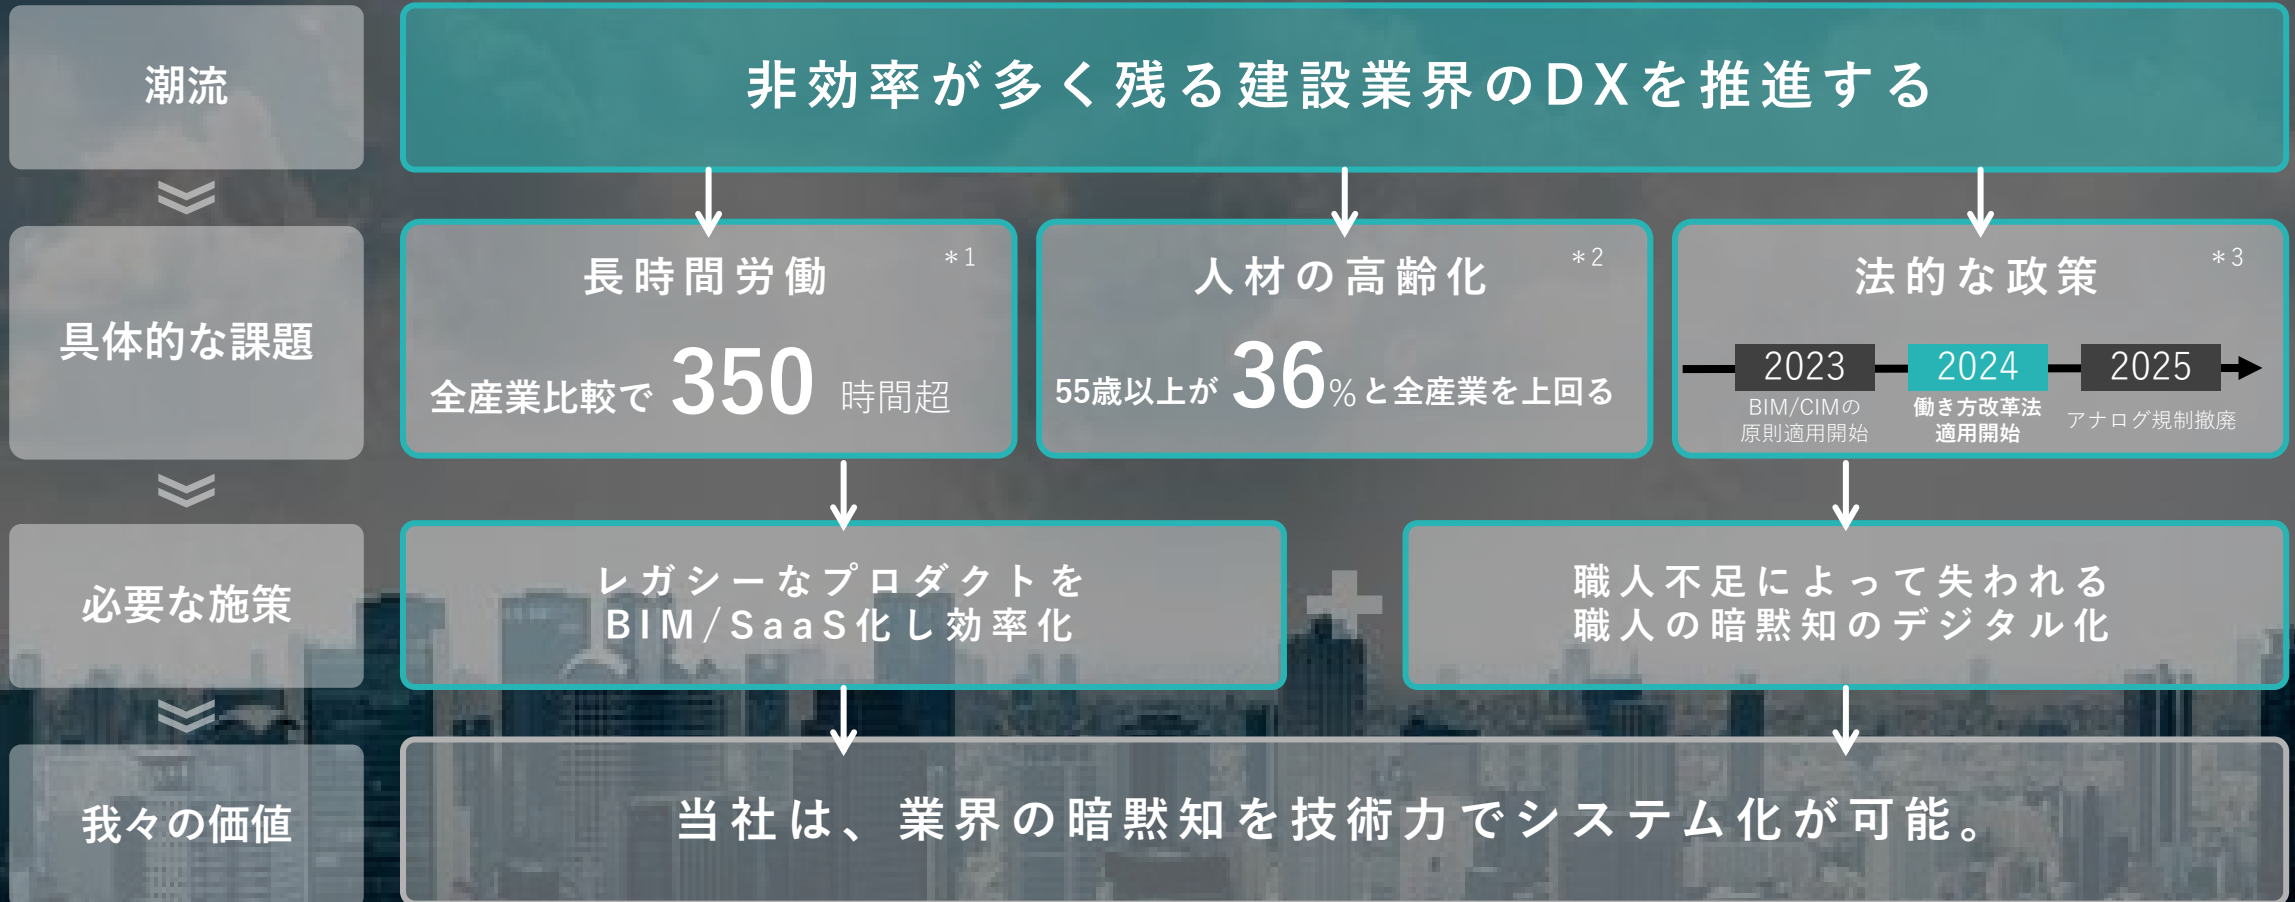 潮流
非効率が多く残る建設業界のDXを推進する
具体的な課題
長時間労働 *1
全産業比較で 350 時間超
人材の高齢化 *2
55歳以上が 36%と全産業を上回る
法的な政策 *3
2023
BIM/CIMの
原則適用開始
2024
働き方改革法
適用開始
2025
アナログ規制撤廃
必要な施策
レガシーなプロダクトを
BIM/SaaS化し効率化
+
職人不足によって失われる
職人の暗黙知のデジタル化
我々の価値
当社は、業界の暗黙知を技術力でシステム化が可能。